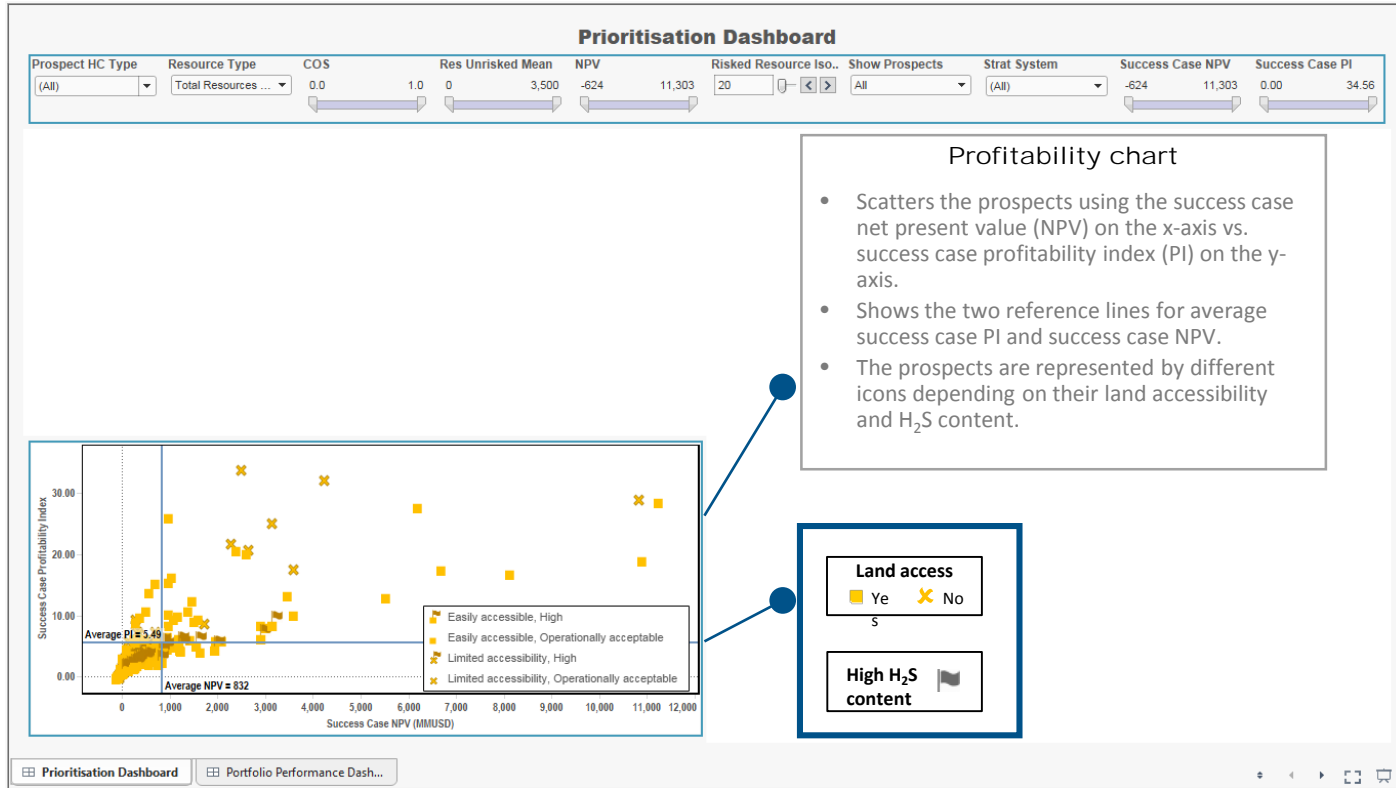 Prioritisation Dashboard
Prospect HC Type
Resource Type
COS
Res Unrisked Mean
NPV
Risked Resource Iso..
Show Prospects
Strat System
Success Case NPV
Success Case PI
(All)
Total Resources ...
0.0 1.0
0 3,500
-624 11,303
20
All
(All)
-624 11,303
0.00 34.56
Profitability chart
• Scatters the prospects using the success case
net present value (NPV) on the x-axis vs.
success case profitability index (PI) on the y-
axis.
• Shows the two reference lines for average
success case PI and success case NPV.
• The prospects are represented by different
icons depending on their land accessibility
and H₂S content.
Success Case Profitability Index
30.00
20.00
10.00
0.00
Average PI = 5.49
Average NPV = 832
Easily accessible, High
Easily accessible, Operationally acceptable
Limited accessibility, High
Limited accessibility, Operationally acceptable
0 1,000 2,000 3,000 4,000 5,000 6,000 7,000 8,000 9,000 10,000 11,000 12,000
Success Case NPV (MMUSD)
Land access
Ye No
s
High H₂S
content
Prioritisation Dashboard
Portfolio Performance Dash...